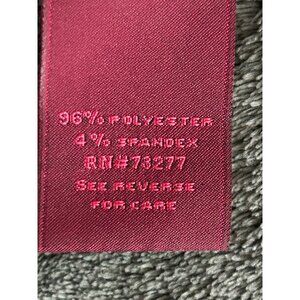 96% POLYESTER
4% SPANDEX
RN#73277
SEE REVERSE
FOR CARE